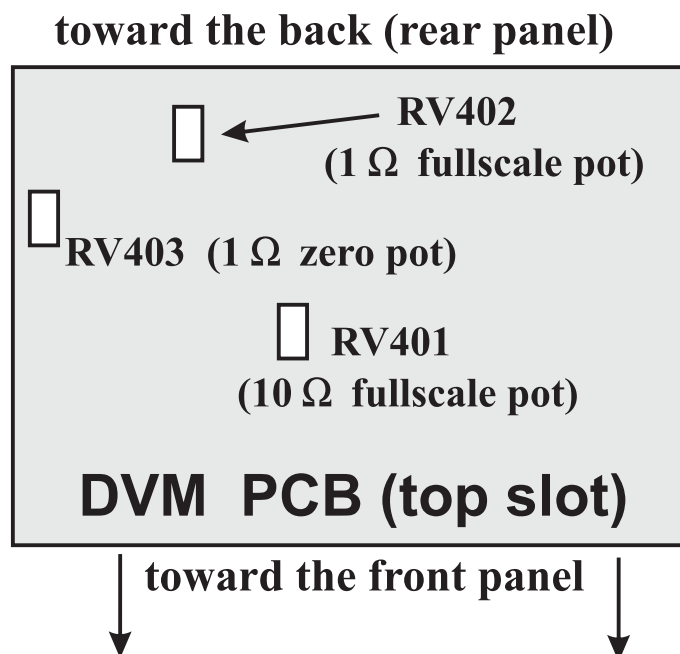 toward the back (rear panel)
RV402
(1 Ω fullscale pot)
RV403 (1 Ω zero pot)
RV401
(10 Ω fullscale pot)
DVM PCB (top slot)
toward the front panel